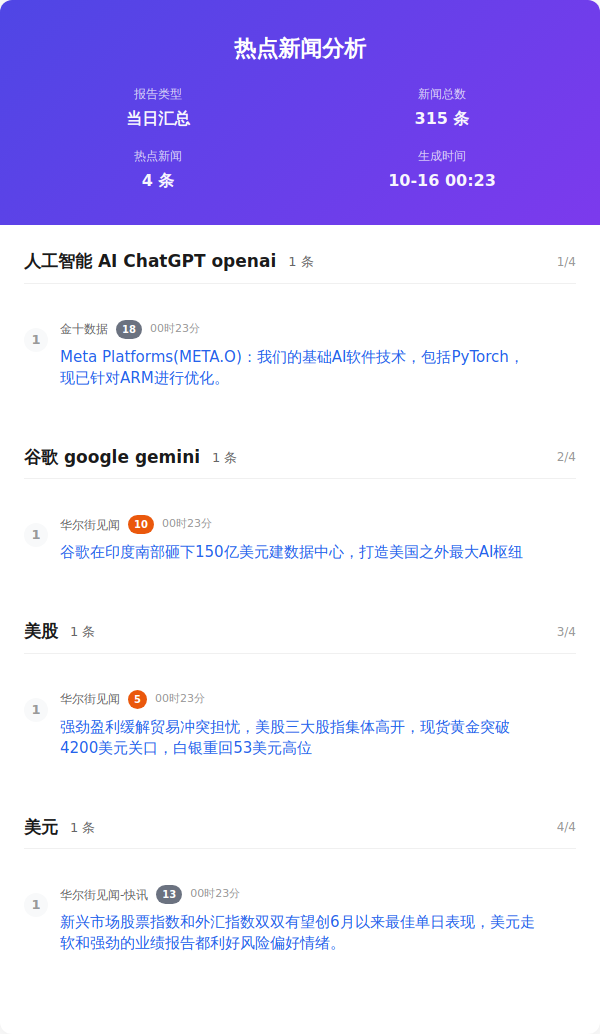 热点新闻分析
报告类型
当日汇总
新闻总数
315 条
热点新闻
4 条
生成时间
10-16 00:23
人工智能 AI ChatGPT openai 1 条 1/4
1
金十数据 18 00时23分
Meta Platforms(META.O)：我们的基础AI软件技术，包括PyTorch，
现已针对ARM进行优化。
谷歌 google gemini 1 条 2/4
1
华尔街见闻 10 00时23分
谷歌在印度南部砸下150亿美元建数据中心，打造美国之外最大AI枢纽
美股 1 条 3/4
1
华尔街见闻 5 00时23分
强劲盈利缓解贸易冲突担忧，美股三大股指集体高开，现货黄金突破
4200美元关口，白银重回53美元高位
美元 1 条 4/4
1
华尔街见闻-快讯 13 00时23分
新兴市场股票指数和外汇指数双双有望创6月以来最佳单日表现，美元走
软和强劲的业绩报告都利好风险偏好情绪。